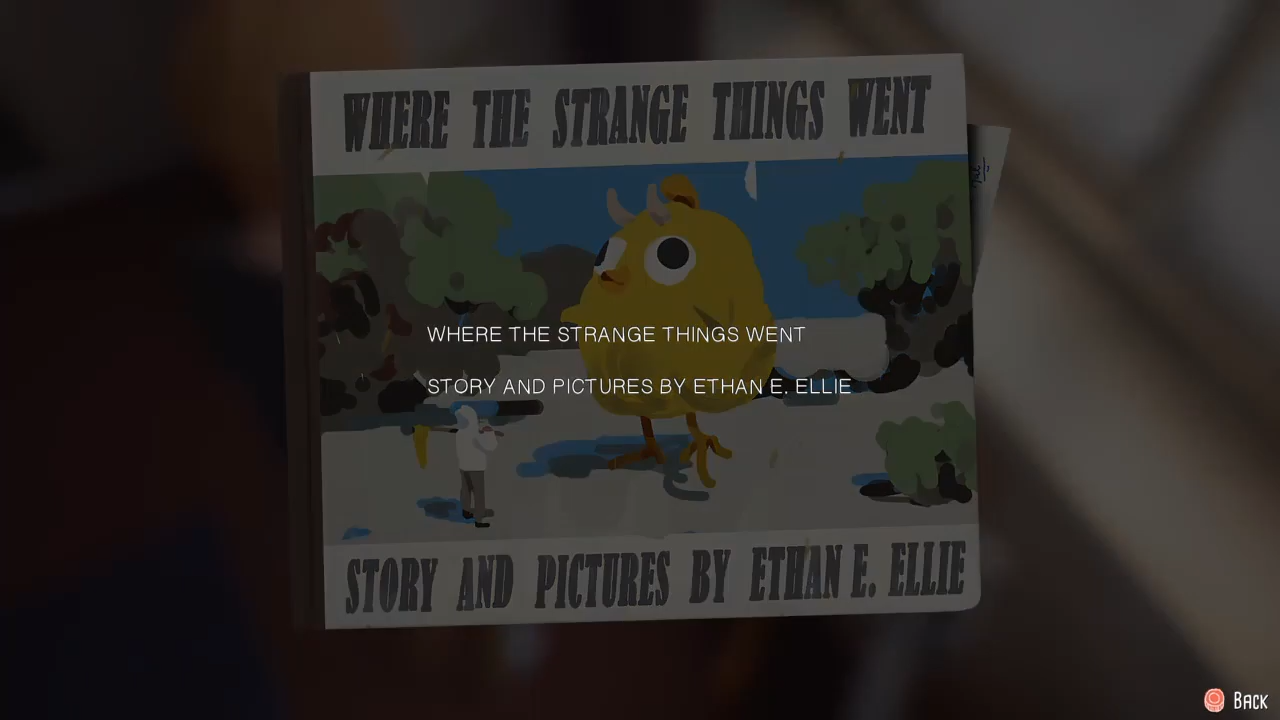 WHERE THE STRANGE THINGS WENT
WHERE THE STRANGE THINGS WENT
STORY AND PICTURES BY ETHAN E. ELLIE
STORY AND PICTURES BY ETHAN E. ELLIE
BACK